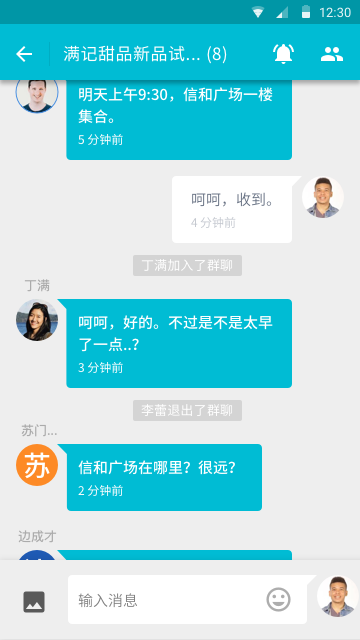 12:30
满记甜品新品试... (8)
明天上午9:30，信和广场一楼
集合。
5 分钟前
呵呵，收到。
4 分钟前
丁满加入了群聊
丁满
呵呵，好的。不过是不是太早
了一点..？
3 分钟前
李蕾退出了群聊
苏门...
苏
信和广场在哪里？很远？
2 分钟前
边成才
输入消息